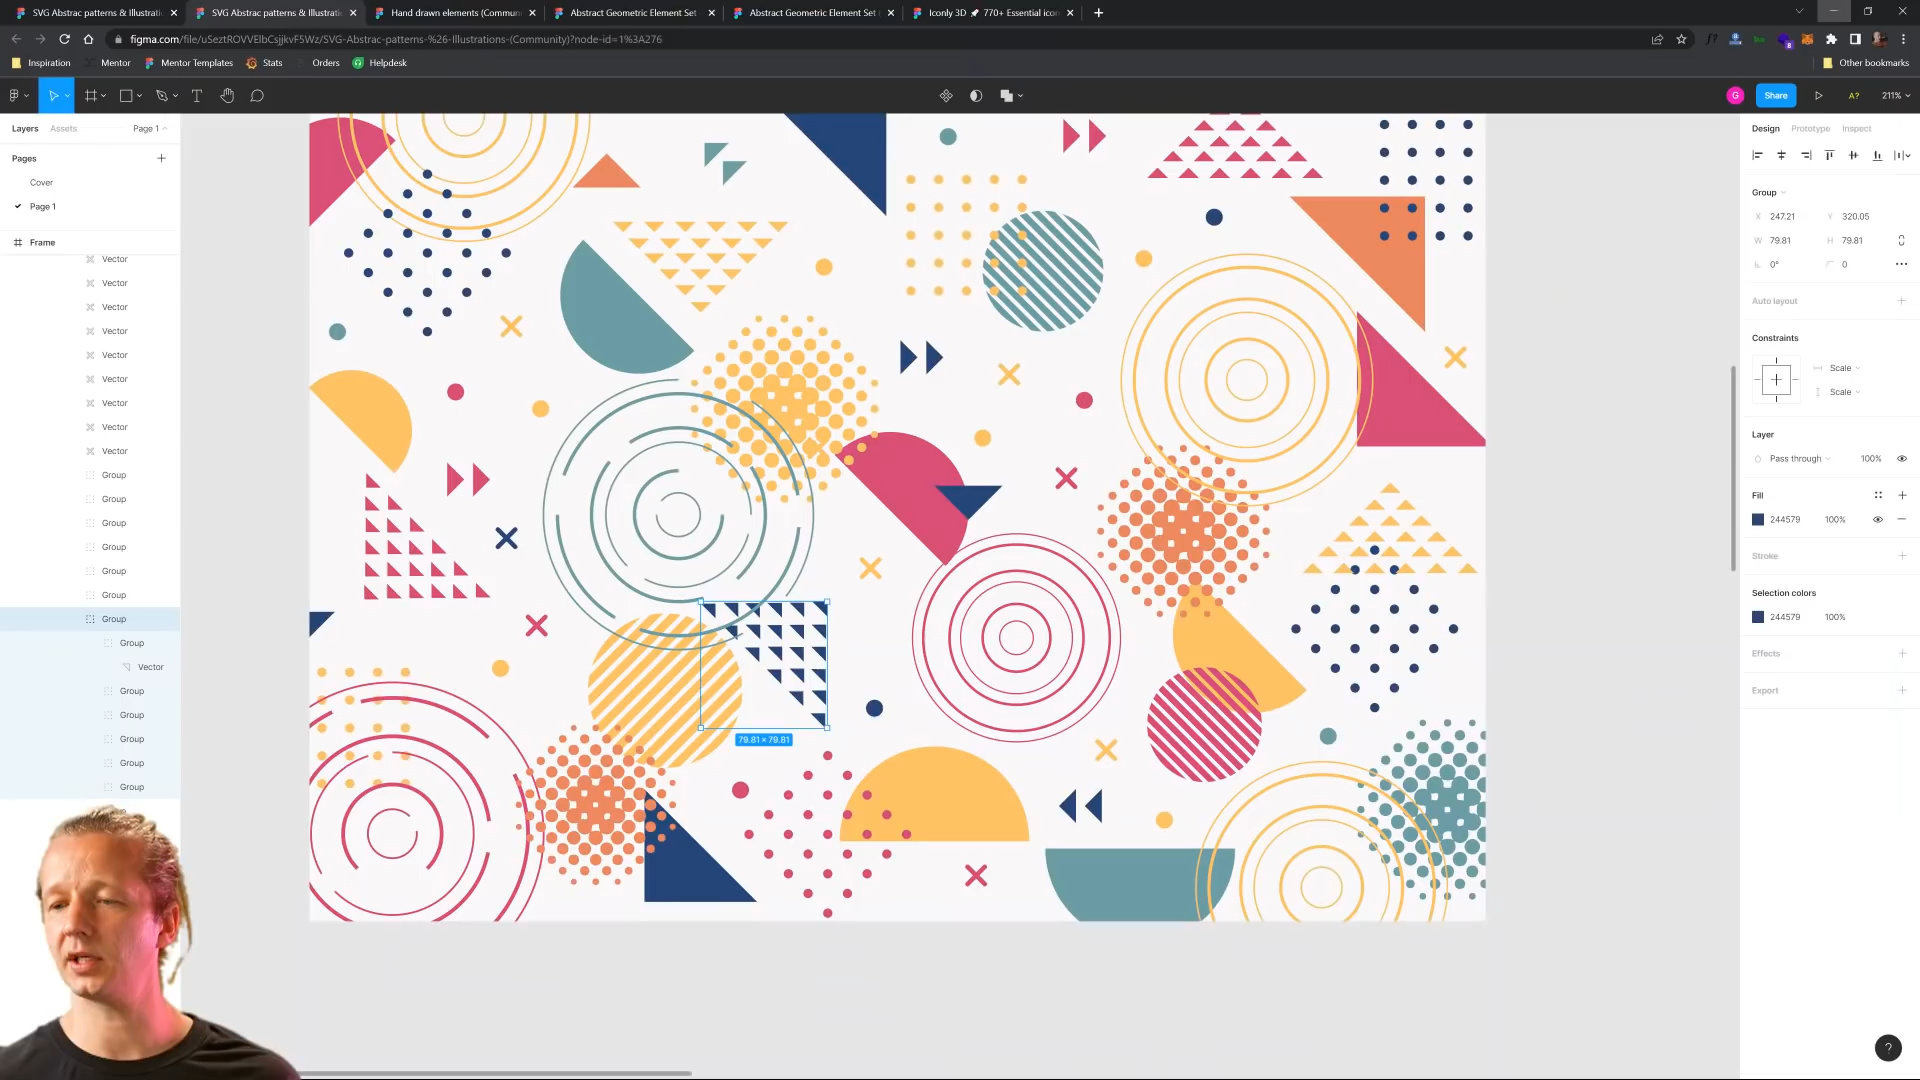 SVG Abstrac patterns & Illustrati
SVG Abstrac patterns & Illustrati
Hand drawn elements (Commun
Abstract Geometric Element Set
Abstract Geometric Element Set
Iconly 3D 📌 770+ Essential icon
figma.com/file/uSeztROVVElbCsjjkvF5Wz/SVG-Abstrac-patterns-%26-Illustrations-(Community)?node-id=1%3A276
Inspiration
Mentor
Mentor Templates
Stats
Orders
Helpdesk
Other bookmarks
G
Share
A?
211%
Layers
Assets
Page 1
Pages
Cover
Page 1
Frame
Vector
Vector
Vector
Vector
Vector
Vector
Vector
Vector
Vector
Group
Group
Group
Group
Group
Group
Group
Group
Vector
Group
Group
Group
Group
Group
79.81 × 79.81
Design
Prototype
Inspect
Group
X 247.21
Y 320.05
W 79.81
H 79.81
0°
0
Auto layout
Constraints
Scale
Scale
Layer
Pass through
100%
Fill
244579 100%
Stroke
Selection colors
244579 100%
Effects
Export
?